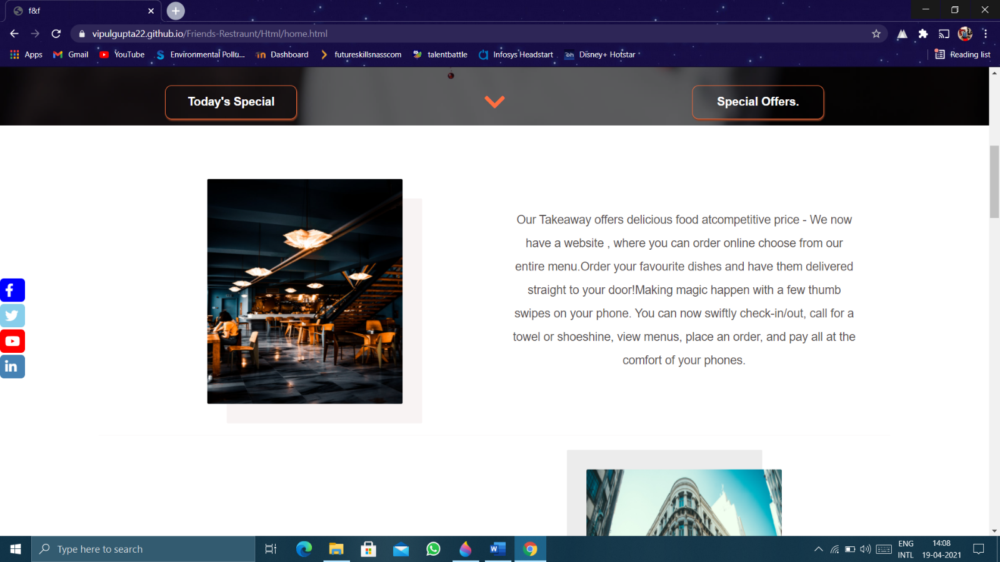 f&f
vipulgupta22.github.io/Friends-Restraunt/Html/home.html
Apps Gmail YouTube Environmental Pollu... Dashboard futureskillsnasscom talentbattle Infosys Headstart Disney+ Hotstar Reading list
Today's Special Special Offers.
Our Takeaway offers delicious food atcompetitive price - We now
have a website , where you can order online choose from our
entire menu.Order your favourite dishes and have them delivered
straight to your door!Making magic happen with a few thumb
swipes on your phone. You can now swiftly check-in/out, call for a
towel or shoeshine, view menus, place an order, and pay all at the
comfort of your phones.
Type here to search
ENG 14:08
INTL 19-04-2021